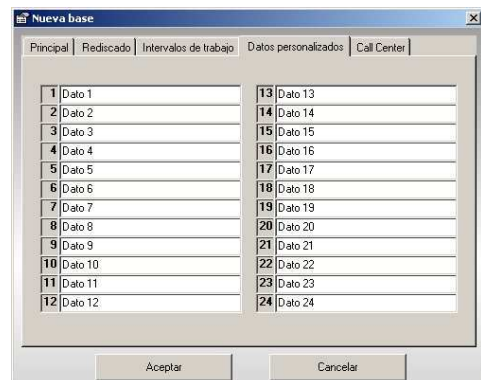 Nueva base
Principal Rediscado Intervalos de trabajo Datos personalizados Call Center
1 Dato 1
2 Dato 2
3 Dato 3
4 Dato 4
5 Dato 5
6 Dato 6
7 Dato 7
8 Dato 8
9 Dato 9
10 Dato 10
11 Dato 11
12 Dato 12
13 Dato 13
14 Dato 14
15 Dato 15
16 Dato 16
17 Dato 17
18 Dato 18
19 Dato 19
20 Dato 20
21 Dato 21
22 Dato 22
23 Dato 23
24 Dato 24
Aceptar Cancelar